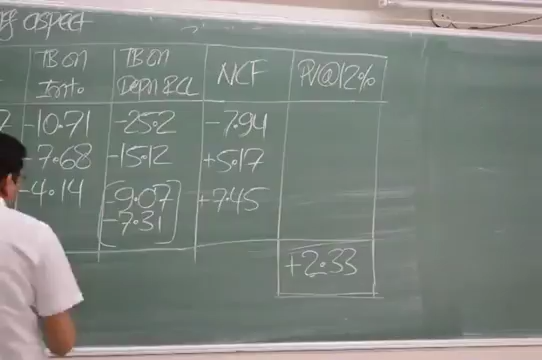 aspect
TB on Int. TB on Depn & CL NCF PV@12%
-10.71 -25.2 -7.94
-7.68 -15.12 +5.17
-4.14 -9.07 +7.45
-7.31
+2.33